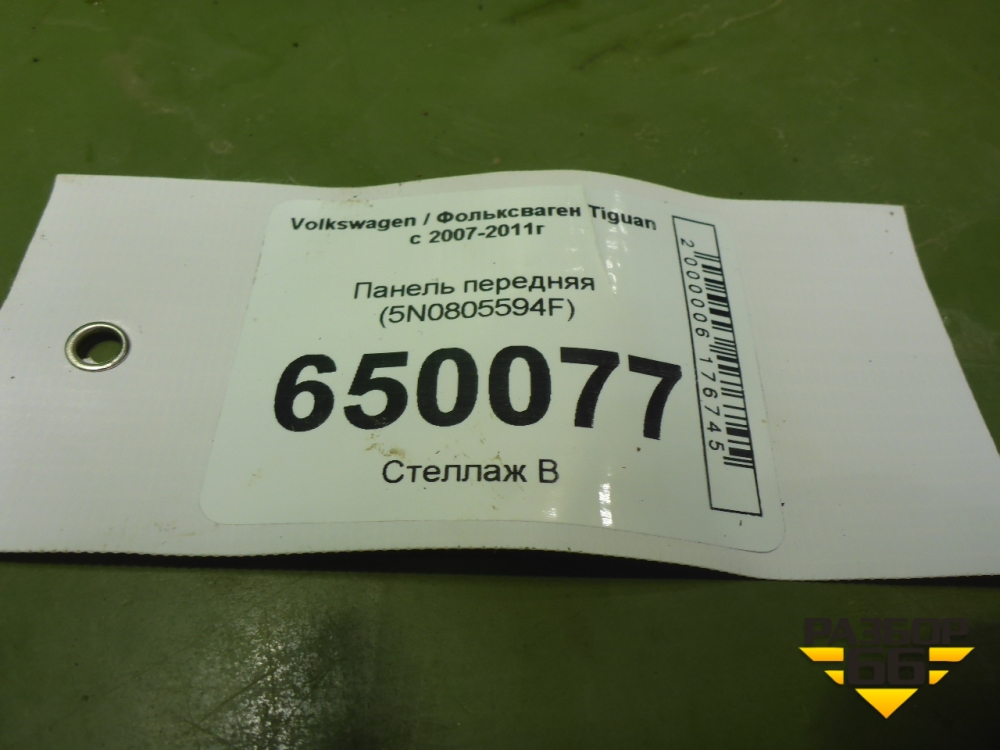 Volkswagen / Фольксваген Tiguan
с 2007-2011г
Панель передняя
(5N0805594F)
650077
Стеллаж В
2000006176745
РАЗБОР
66